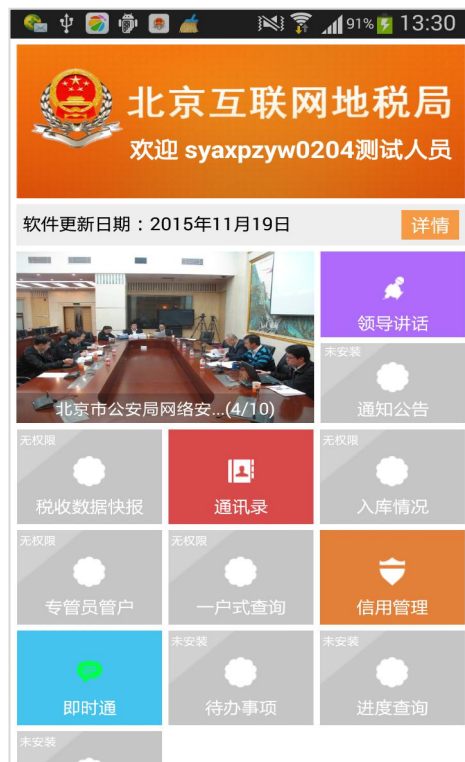 91% 13:30
北京互联网地税局
欢迎 syaxpzyw0204测试人员
软件更新日期：2015年11月19日 详情
领导讲话
北京市公安局网络安...(4/10)
未安装
通知公告
无权限
税收数据快报
通讯录
无权限
入库情况
无权限
专管员管户
无权限
一户式查询
信用管理
即时通
未安装
待办事项
未安装
进度查询
未安装